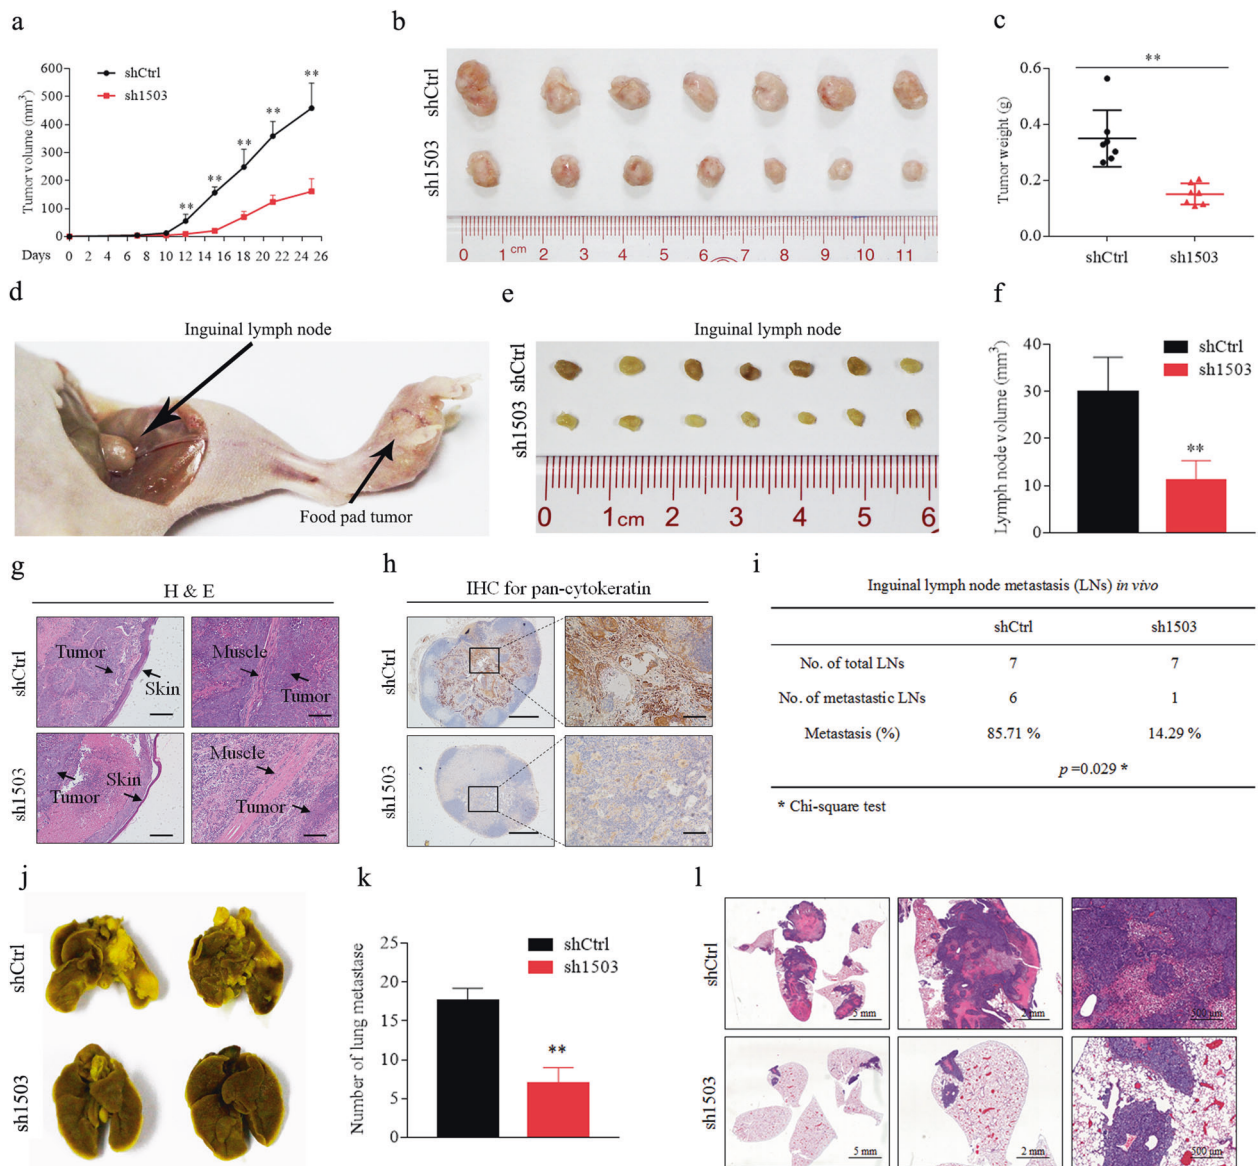 a
Tumor volume (mm³)
600
500
400
300
200
100
0
shCtrl
sh1503
**
**
**
**
**
Days
0 2 4 6 8 10 12 14 16 18 20 22 24 26
b
shCtrl
sh1503
0 1 cm 2 3 4 5 6 7 8 9 10 11
c
Tumor weight (g)
0.6
0.4
0.2
0.0
**
shCtrl sh1503
d
Inguinal lymph node
Food pad tumor
e
Inguinal lymph node
shCtrl
sh1503
0 1cm 2 3 4 5 6
f
Lymph node volume (mm³)
40
30
20
10
0
shCtrl
sh1503
**
g
H & E
shCtrl
Tumor
Skin
Muscle
Tumor
sh1503
Tumor
Skin
Muscle
Tumor
h
IHC for pan-cytokeratin
shCtrl
sh1503
i
Inguinal lymph node metastasis (LNs) in vivo
shCtrl sh1503
No. of total LNs 7 7
No. of metastastic LNs 6 1
Metastasis (%) 85.71 % 14.29 %
p =0.029 *
* Chi-square test
j
shCtrl
sh1503
k
Number of lung metastase
25
20
15
10
5
0
shCtrl
sh1503
**
l
shCtrl
5 mm
2 mm
500 um
sh1503
5 mm
2 mm
500 um